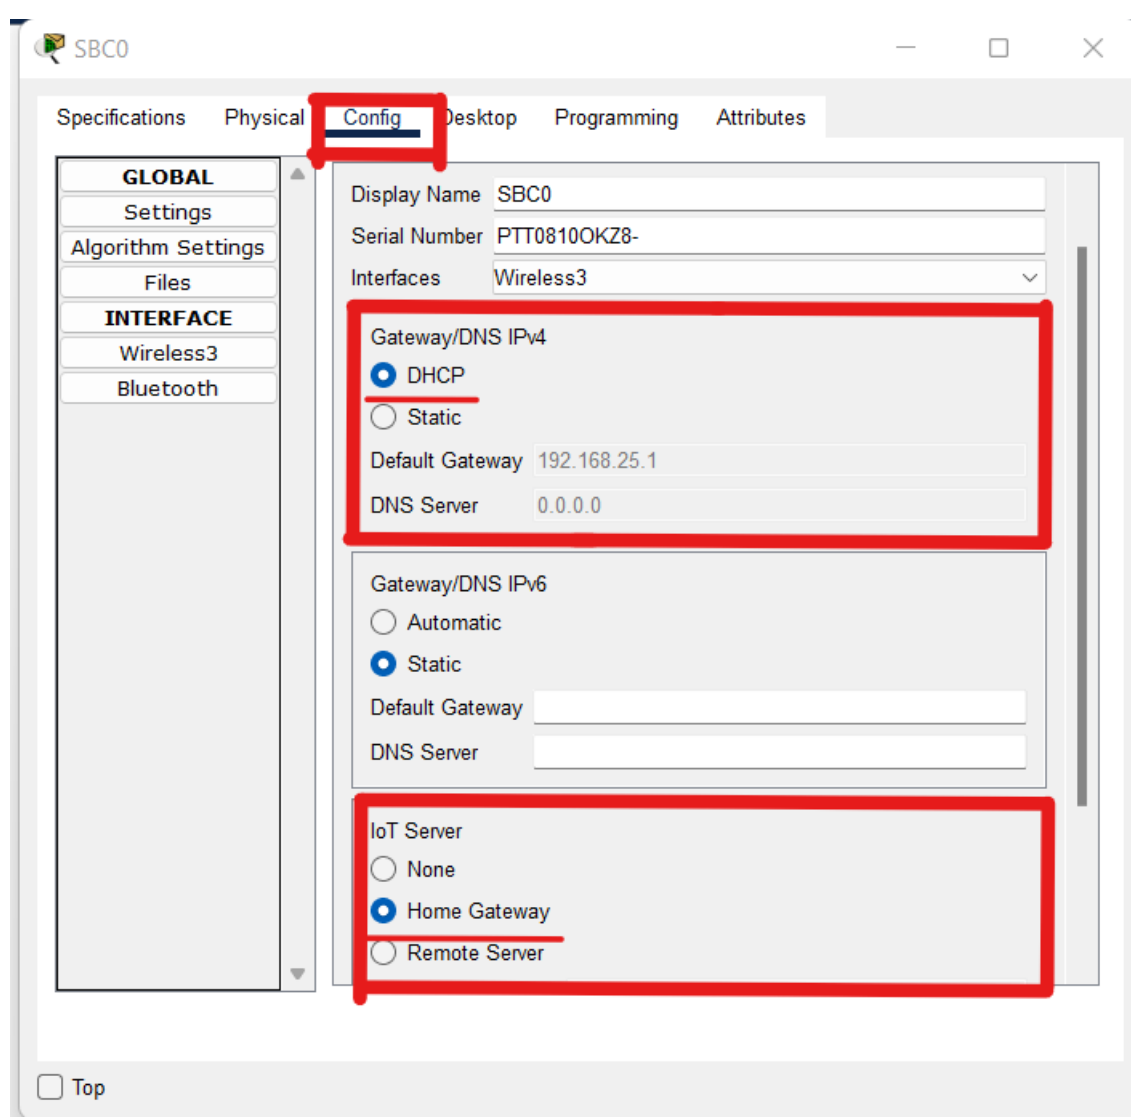 SBC0
Specifications Physical Config Desktop Programming Attributes
GLOBAL
Settings
Algorithm Settings
Files
INTERFACE
Wireless3
Bluetooth
Display Name SBC0
Serial Number PTT0810OKZ8-
Interfaces Wireless3
Gateway/DNS IPv4
DHCP
Static
Default Gateway 192.168.25.1
DNS Server 0.0.0.0
Gateway/DNS IPv6
Automatic
Static
Default Gateway
DNS Server
IoT Server
None
Home Gateway
Remote Server
Top